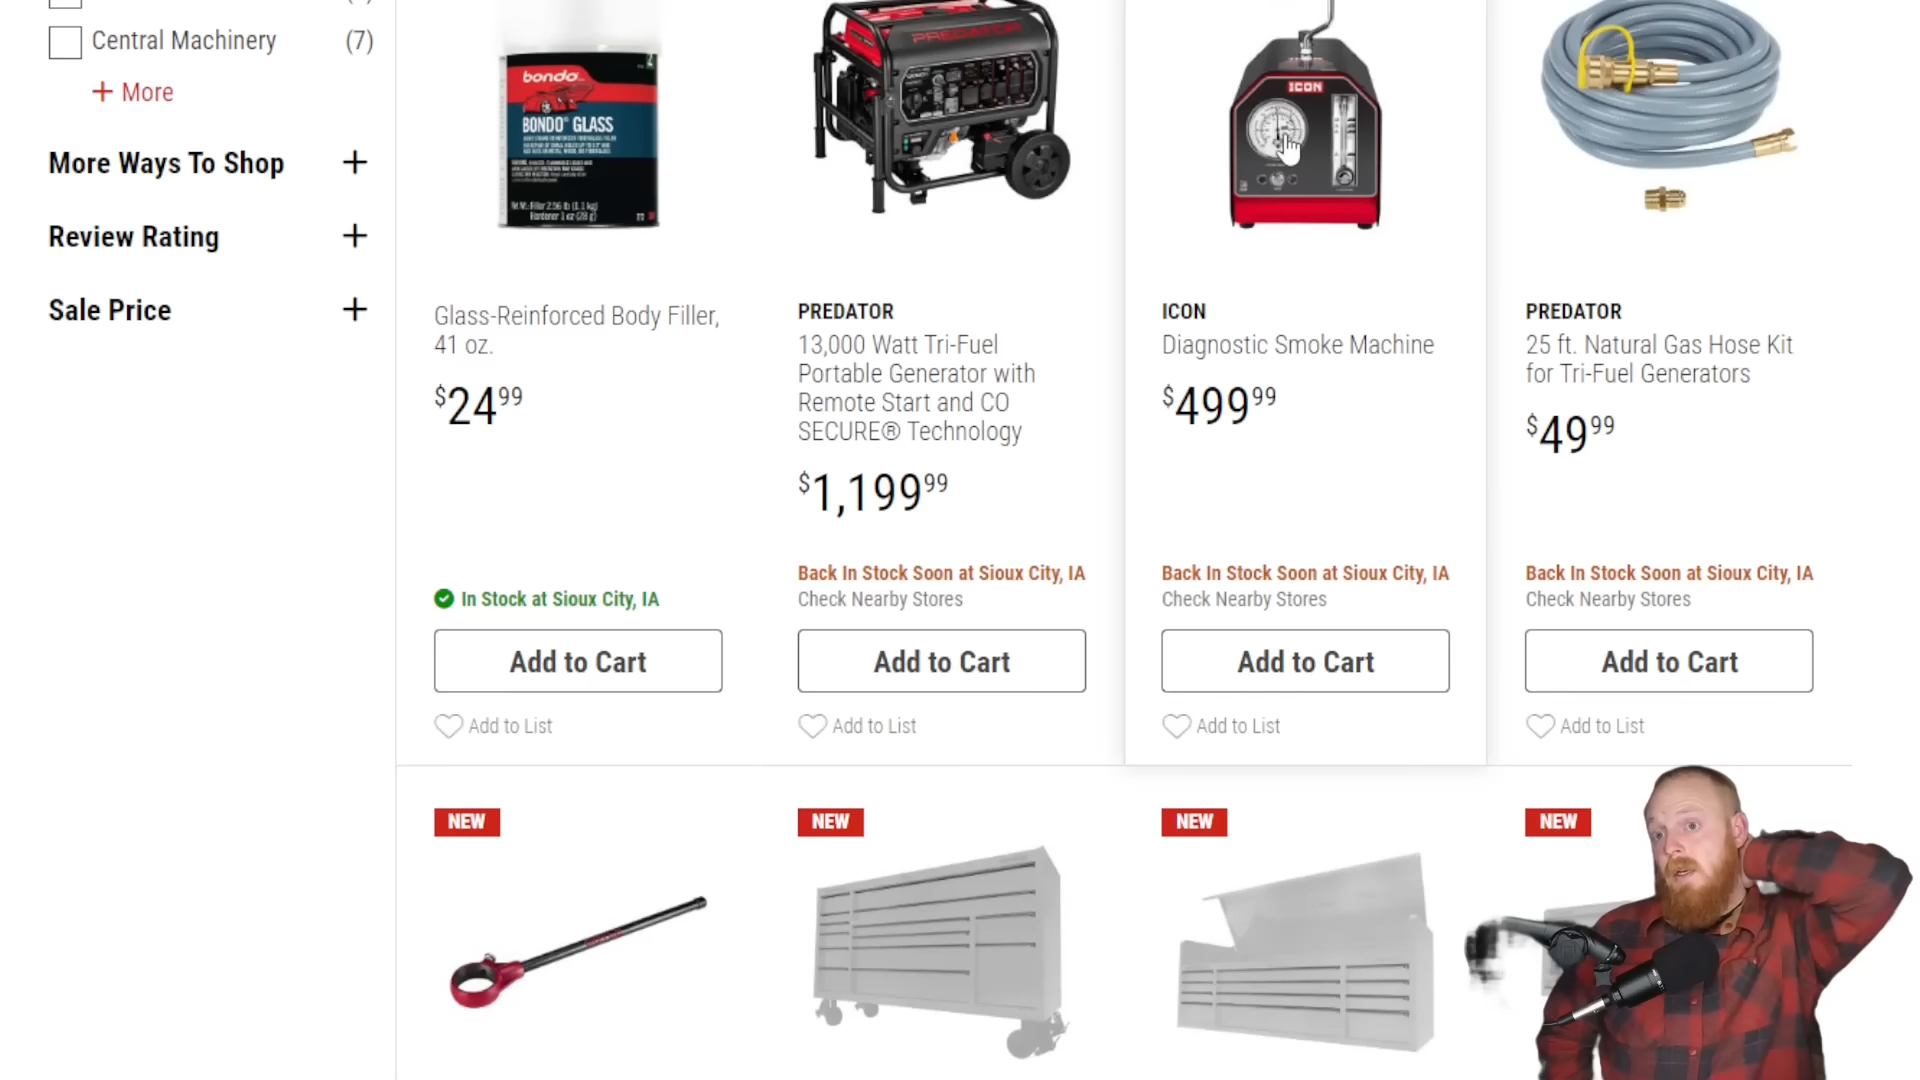 Central Machinery (7)
+ More
More Ways To Shop +
Review Rating +
Sale Price +
bondo
BONDO® GLASS
PREDATOR
ICON
Glass-Reinforced Body Filler,
41 oz.
$24 99
In Stock at Sioux City, IA
Add to Cart
Add to List
PREDATOR
13,000 Watt Tri-Fuel
Portable Generator with
Remote Start and CO
SECURE® Technology
$1,199 99
Back In Stock Soon at Sioux City, IA
Check Nearby Stores
Add to Cart
Add to List
ICON
Diagnostic Smoke Machine
$499 99
Back In Stock Soon at Sioux City, IA
Check Nearby Stores
Add to Cart
Add to List
PREDATOR
25 ft. Natural Gas Hose Kit
for Tri-Fuel Generators
$49 99
Back In Stock Soon at Sioux City, IA
Check Nearby Stores
Add to Cart
Add to List
NEW
NEW
NEW
NEW